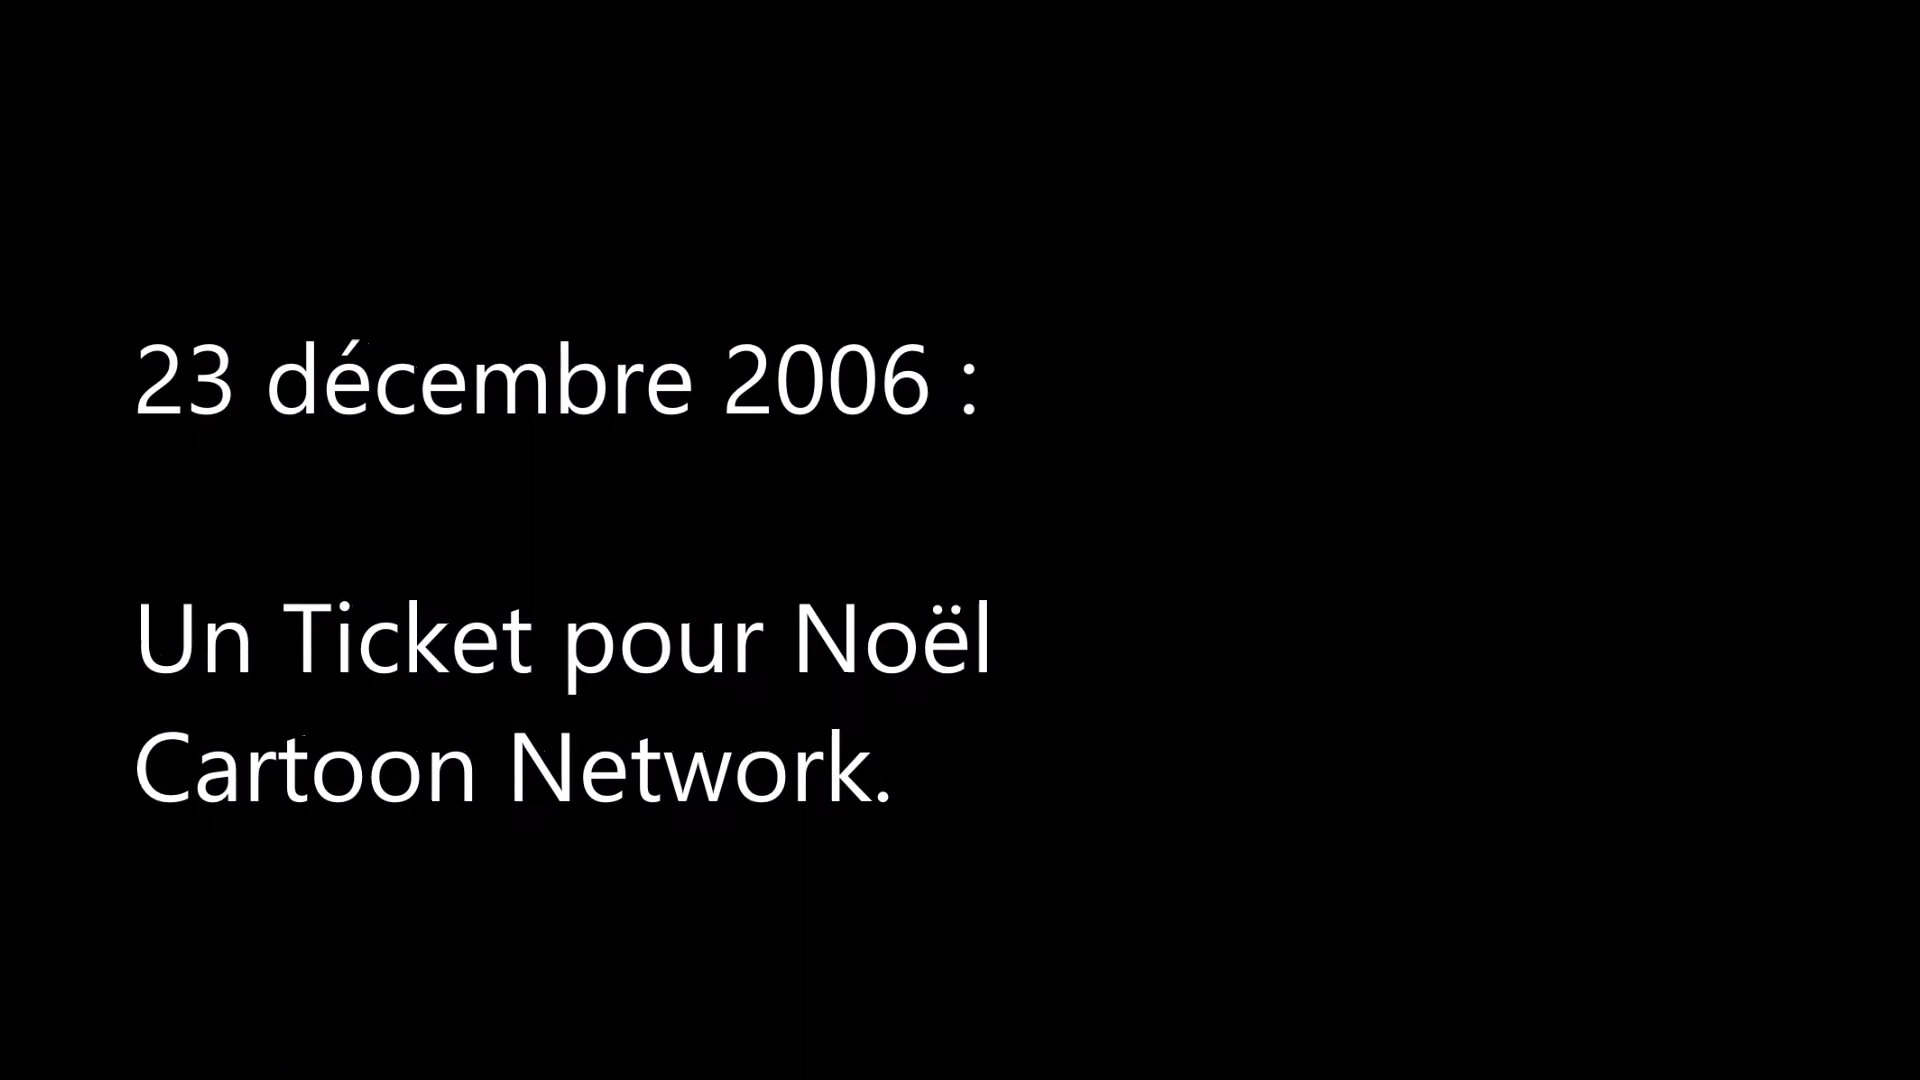 23 décembre 2006 :
Un Ticket pour Noël
Cartoon Network.